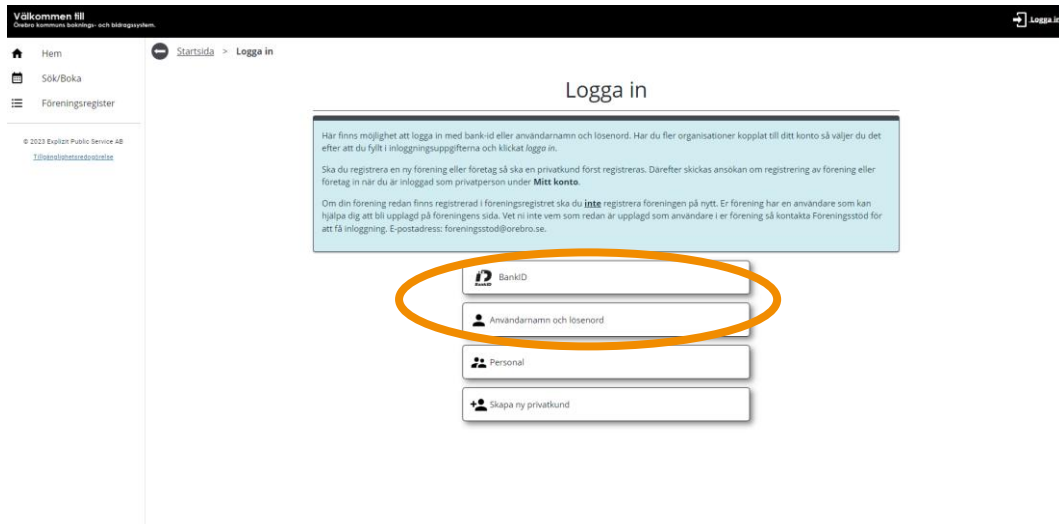 Välkommen till
Örebro kommuns boknings- och bidragssystem.
Logga in
Hem
Sök/Boka
Föreningsregister
© 2023 Explizit Public Service AB
Tillgänglighetsredogörelse
Startsida > Logga in
Logga in
Här finns möjlighet att logga in med bank-id eller användarnamn och lösenord. Har du fler organisationer kopplat till ditt konto så väljer du det
efter att du fyllt i inloggningsuppgifterna och klickat logga in.
Ska du registrera en ny förening eller företag så ska en privatkund först registreras. Därefter skickas ansökan om registrering av förening eller
företag in när du är inloggad som privatperson under Mitt konto.
Om din förening redan finns registrerad i föreningsregistret ska du inte registrera föreningen på nytt. Er förening har en användare som kan
hjälpa dig att bli upplagd på föreningens sida. Vet ni inte vem som redan är upplagd som användare i er förening så kontakta Föreningsstöd för
att få inloggning. E-postadress: foreningsstod@orebro.se.
BankID
BankID
Användarnamn och lösenord
Personal
Skapa ny privatkund